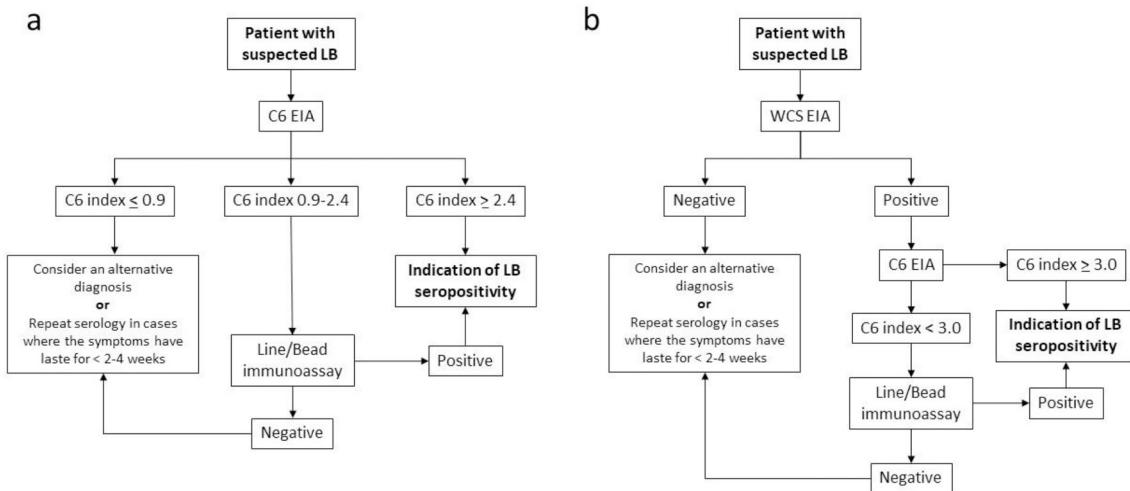 a
Patient with
suspected LB
C6 EIA
C6 index ≤ 0.9
C6 index 0.9-2.4
C6 index ≥ 2.4
Consider an alternative
diagnosis
or
Repeat serology in cases
where the symptoms have
laste for < 2-4 weeks
Indication of LB
seropositivity
Line/Bead
immunoassay
Positive
Negative
b
Patient with
suspected LB
WCS EIA
Negative
Positive
Consider an alternative
diagnosis
or
Repeat serology in cases
where the symptoms have
laste for < 2-4 weeks
C6 EIA
C6 index ≥ 3.0
C6 index < 3.0
Indication of LB
seropositivity
Line/Bead
immunoassay
Positive
Negative